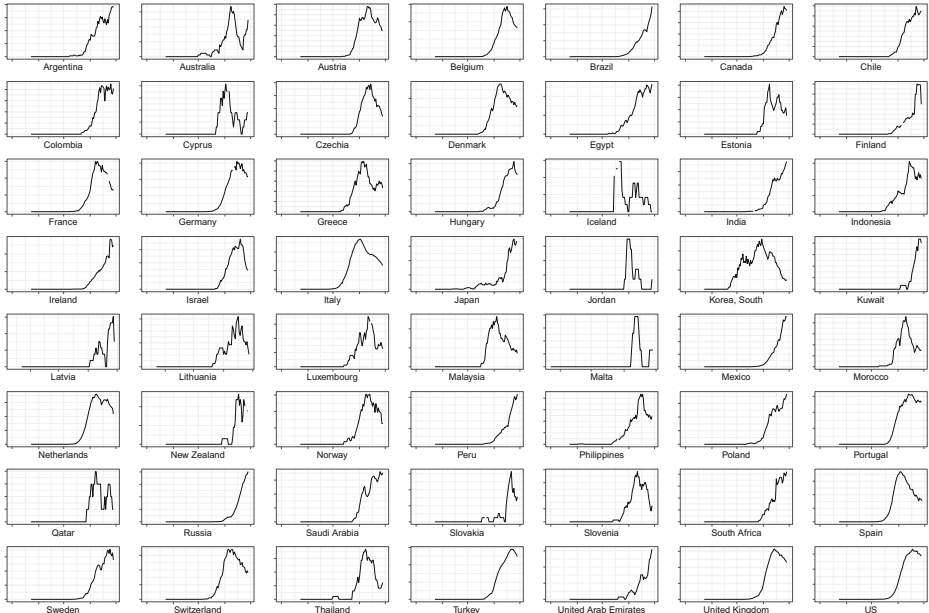 Argentina Australia Austria Belgium Brazil Canada Chile
Colombia Cyprus Czechia Denmark Egypt Estonia Finland
France Germany Greece Hungary Iceland India Indonesia
Ireland Israel Italy Japan Jordan Korea, South Kuwait
Latvia Lithuania Luxembourg Malaysia Malta Mexico Morocco
Netherlands New Zealand Norway Peru Philippines Poland Portugal
Qatar Russia Saudi Arabia Slovakia Slovenia South Africa Spain
Sweden Switzerland Thailand Turkey United Arab Emirates United Kingdom US